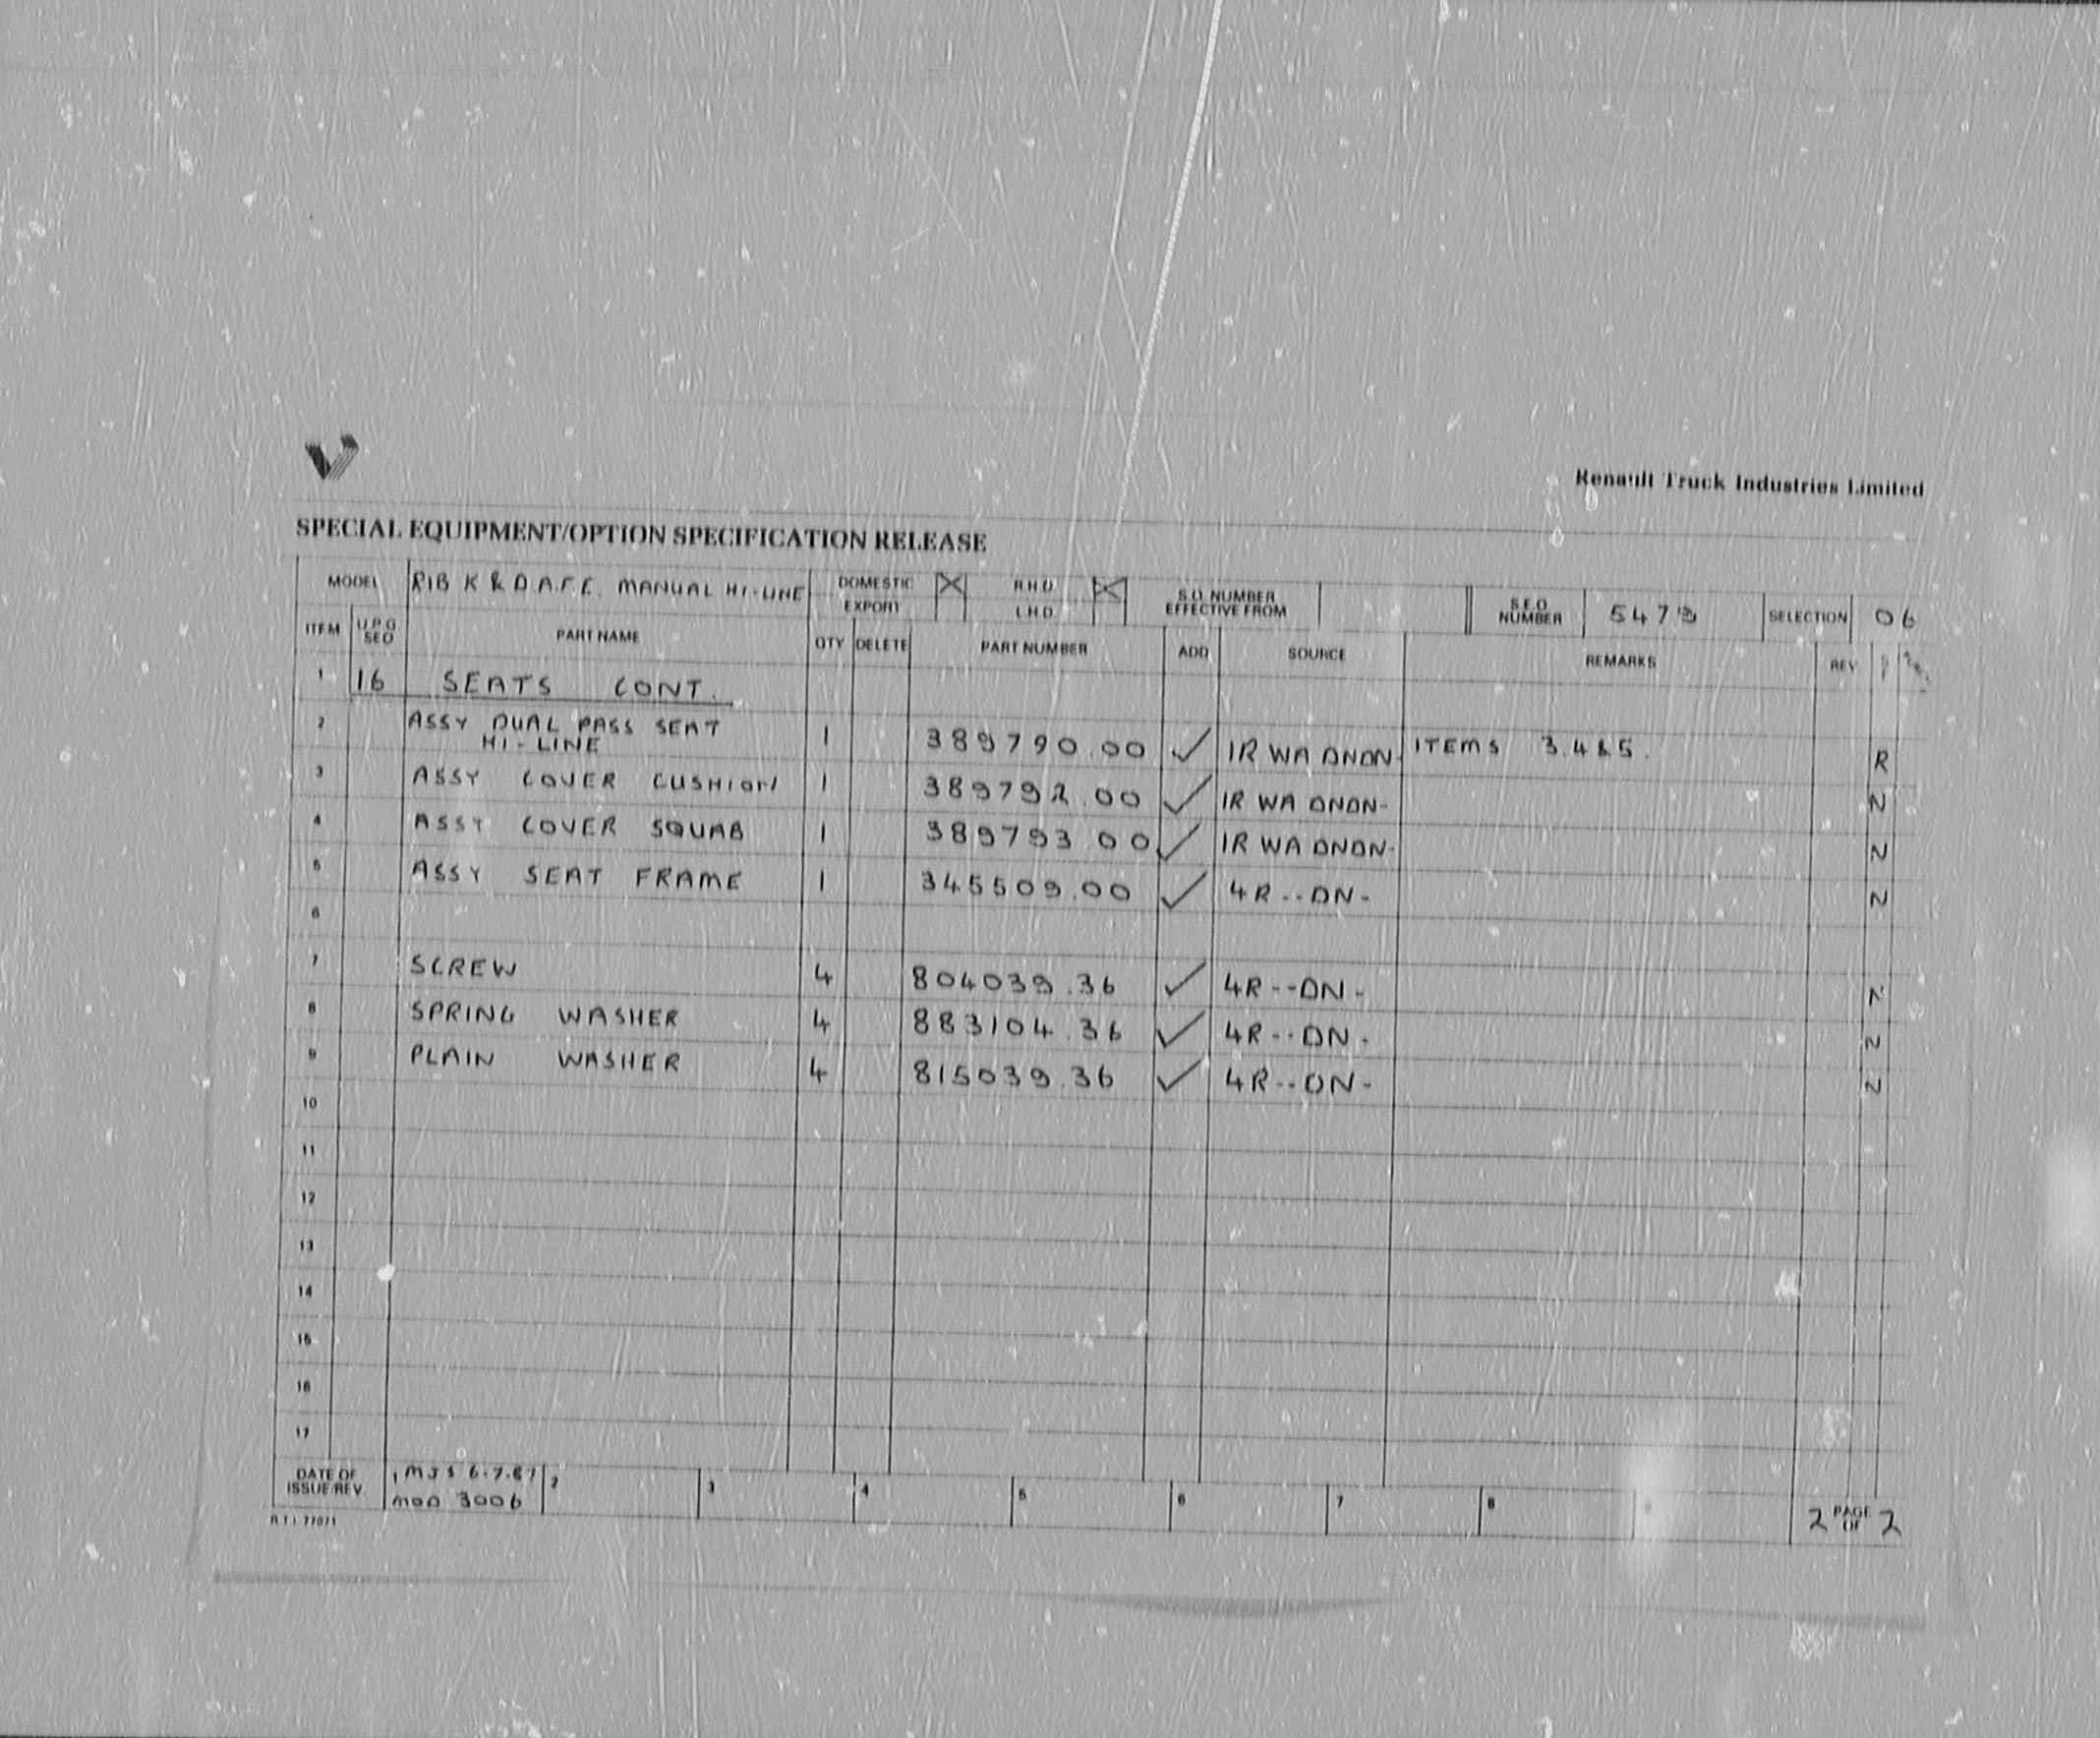 Renault Truck Industries Limited
SPECIAL EQUIPMENT/OPTION SPECIFICATION RELEASE
MODEL R1B K & D.A.F.C. MANUAL HI-LINE DOMESTIC R.H.D. S.O. NUMBER EFFECTIVE FROM S.E.O. NUMBER 5473 SELECTION 06
EXPORT L.H.D.
ITEM U.P.G SEO PART NAME QTY DELETE PART NUMBER ADD SOURCE REMARKS REV
1 16 SEATS CONT.
2 ASSY DUAL PASS SEAT HI-LINE 1 389790.00 ✓ 1R WA DNDN- ITEMS 3.4&5. R
3 ASSY COVER CUSHION 1 389792.00 ✓ 1R WA DNDN- N
4 ASSY COVER SQUAB 1 389793.00 ✓ 1R WA DNDN- N
5 ASSY SEAT FRAME 1 345509.00 ✓ 4R--DN- N
6
7 SCREW 4 804039.36 ✓ 4R--DN- N
8 SPRING WASHER 4 883104.36 ✓ 4R--DN- N
9 PLAIN WASHER 4 815039.36 ✓ 4R--DN- N
10
11
12
13
14
15
16
17
DATE OF ISSUE/REV. 1 MJS 6.7.87 2 3 4 5 6 7 8 2 PAGE OF 2
MOD 3006
R.T.I. 77071